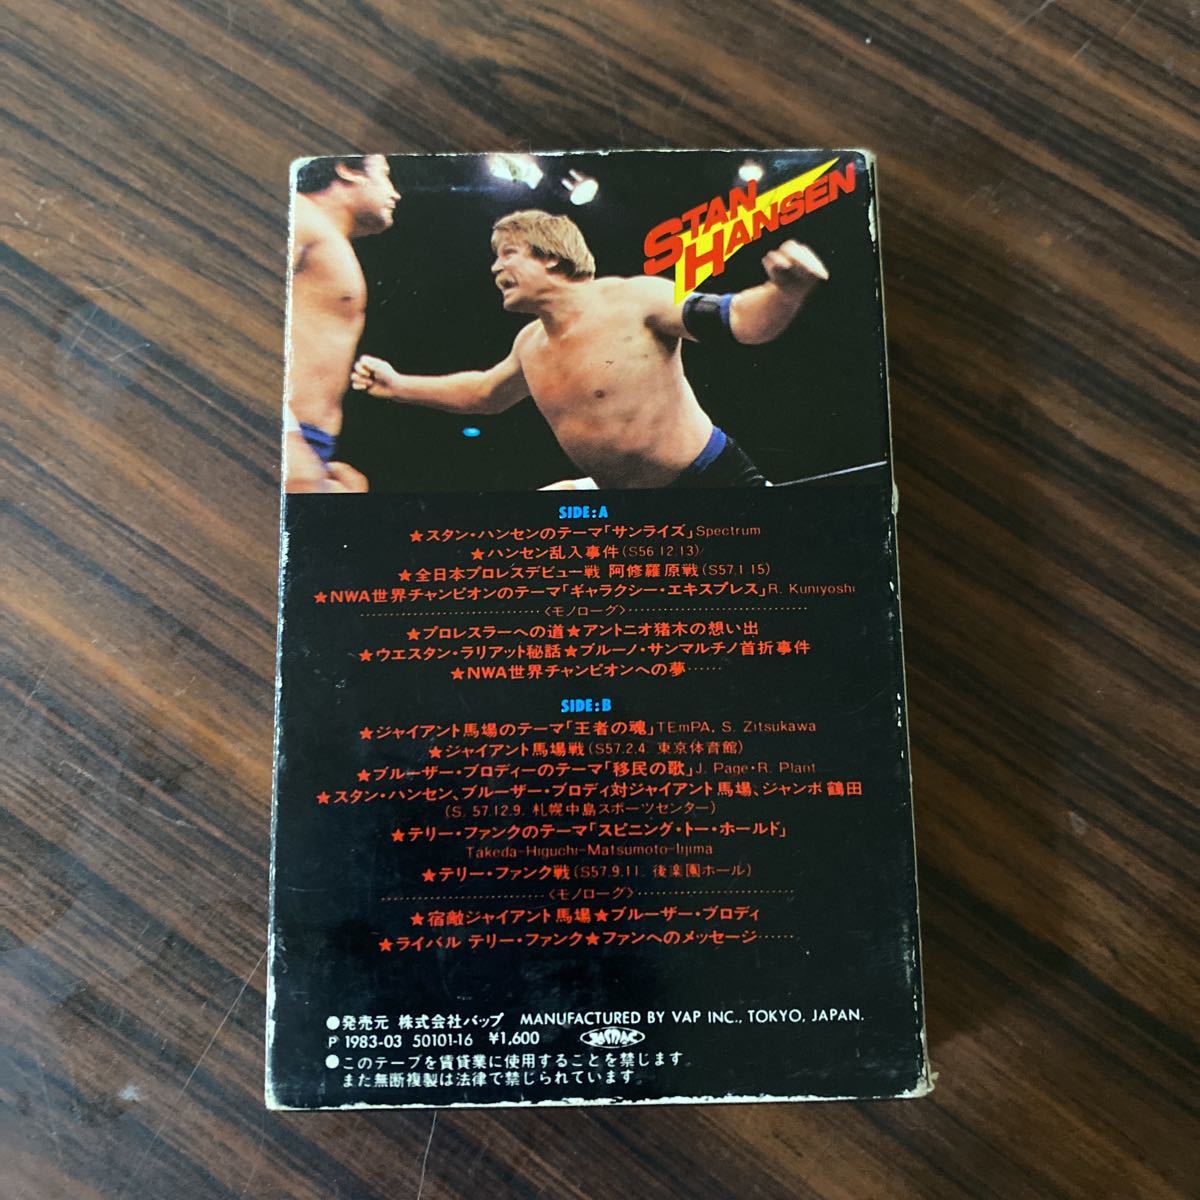 STAN
HANSEN
SIDE:A
★スタン・ハンセンのテーマ「サンライズ」Spectrum
★ハンセン乱入事件(S56.12.13)
★全日本プロレスデビュー戦 阿修羅 原戦(S57.1.15)
★NWA世界チャンピオンのテーマ「ギャラクシー・エキスプレス」R. Kuniyoshi
〈モノローグ〉
★プロレスラーへの道★アントニオ猪木の想い出
★ウエスタン・ラリアット秘話★ブルーノ・サンマルチノ首折事件
★NWA世界チャンピオンへの夢……
SIDE:B
★ジャイアント馬場のテーマ「王者の魂」TEmPA, S. Zitsukawa
★ジャイアント馬場戦(S57.2.4. 東京体育館)
★ブルーザー・ブロディーのテーマ「移民の歌」J. Page・R. Plant
★スタン・ハンセン、ブルーザー・ブロディ対ジャイアント馬場、ジャンボ鶴田
(S. 57.12.9. 札幌中島スポーツセンター)
★テリー・ファンクのテーマ「スピニング・トー・ホールド」
Takeda-Higuchi-Matsumoto-Iijima
★テリー・ファンク戦(S57.9.11. 後楽園ホール)
〈モノローグ〉
★宿敵ジャイアント馬場★ブルーザー・ブロディ
★ライバル テリー・ファンク★ファンへのメッセージ……
●発売元 株式会社バップ MANUFACTURED BY VAP INC., TOKYO, JAPAN.
P 1983-03 50101-16 ¥1,600 JASRAC
●このテープを賃貸業に使用することを禁じます
また無断複製は法律で禁じられています